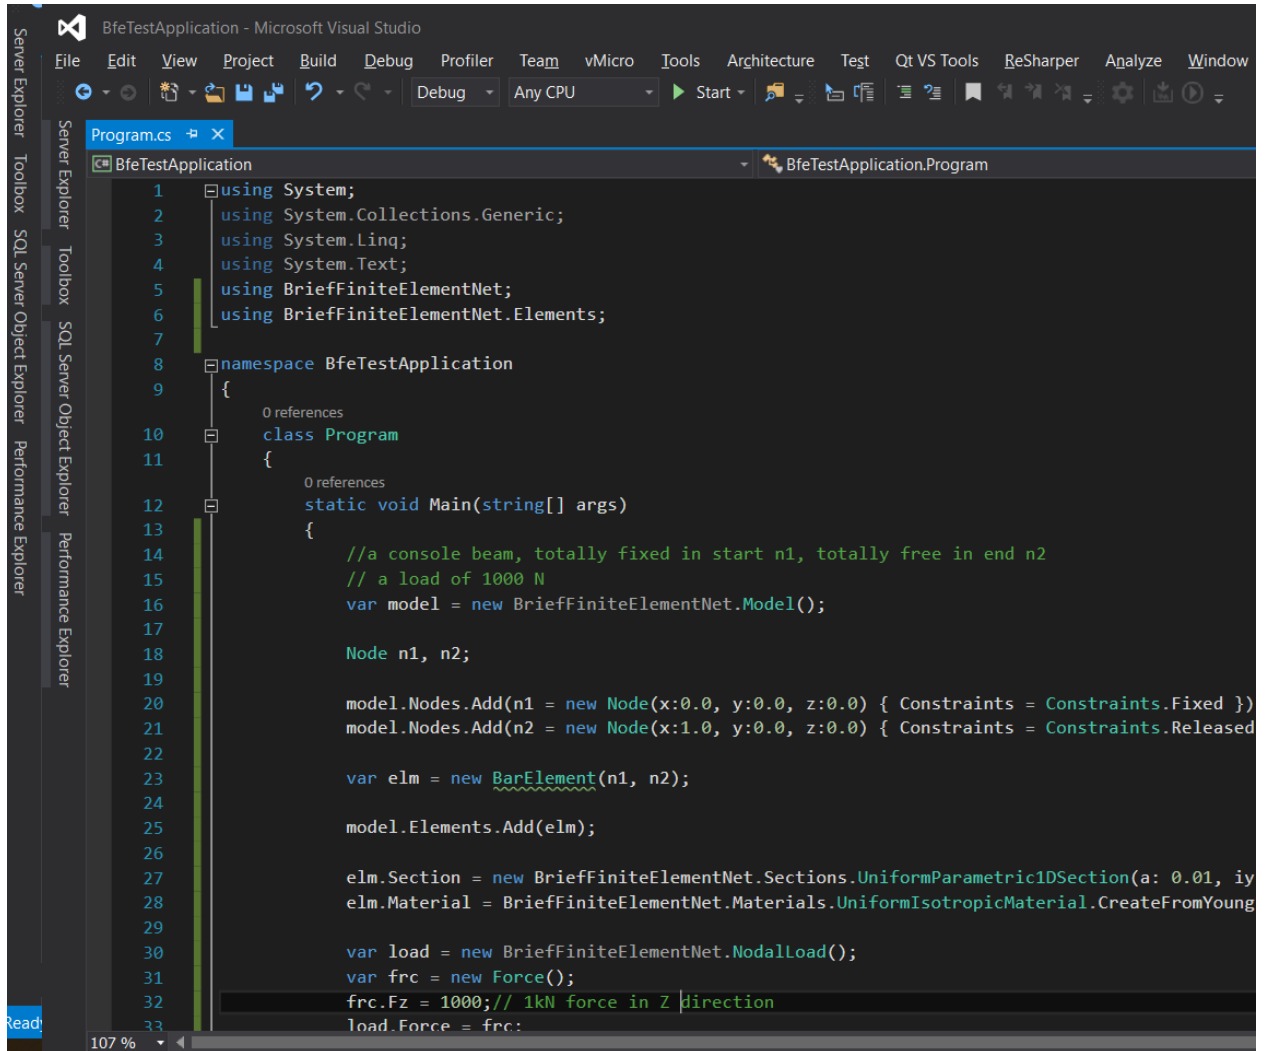 BfeTestApplication - Microsoft Visual Studio
File Edit View Project Build Debug Profiler Team vMicro Tools Architecture Test Qt VS Tools ReSharper Analyze Window
Debug Any CPU Start
Server Explorer Toolbox SQL Server Object Explorer Performance Explorer
Server Explorer Toolbox SQL Server Object Explorer Performance Explorer
Program.cs
C# BfeTestApplication BfeTestApplication.Program
1 using System;
2 using System.Collections.Generic;
3 using System.Linq;
4 using System.Text;
5 using BriefFiniteElementNet;
6 using BriefFiniteElementNet.Elements;
7
8 namespace BfeTestApplication
9 {
0 references
10 class Program
11 {
0 references
12 static void Main(string[] args)
13 {
14 //a console beam, totally fixed in start n1, totally free in end n2
15 // a load of 1000 N
16 var model = new BriefFiniteElementNet.Model();
17
18 Node n1, n2;
19
20 model.Nodes.Add(n1 = new Node(x:0.0, y:0.0, z:0.0) { Constraints = Constraints.Fixed })
21 model.Nodes.Add(n2 = new Node(x:1.0, y:0.0, z:0.0) { Constraints = Constraints.Released
22
23 var elm = new BarElement(n1, n2);
24
25 model.Elements.Add(elm);
26
27 elm.Section = new BriefFiniteElementNet.Sections.UniformParametric1DSection(a: 0.01, iy
28 elm.Material = BriefFiniteElementNet.Materials.UniformIsotropicMaterial.CreateFromYoung
29
30 var load = new BriefFiniteElementNet.NodalLoad();
31 var frc = new Force();
32 frc.Fz = 1000;// 1kN force in Z direction
33 load.Force = frc;
Ready
107 %